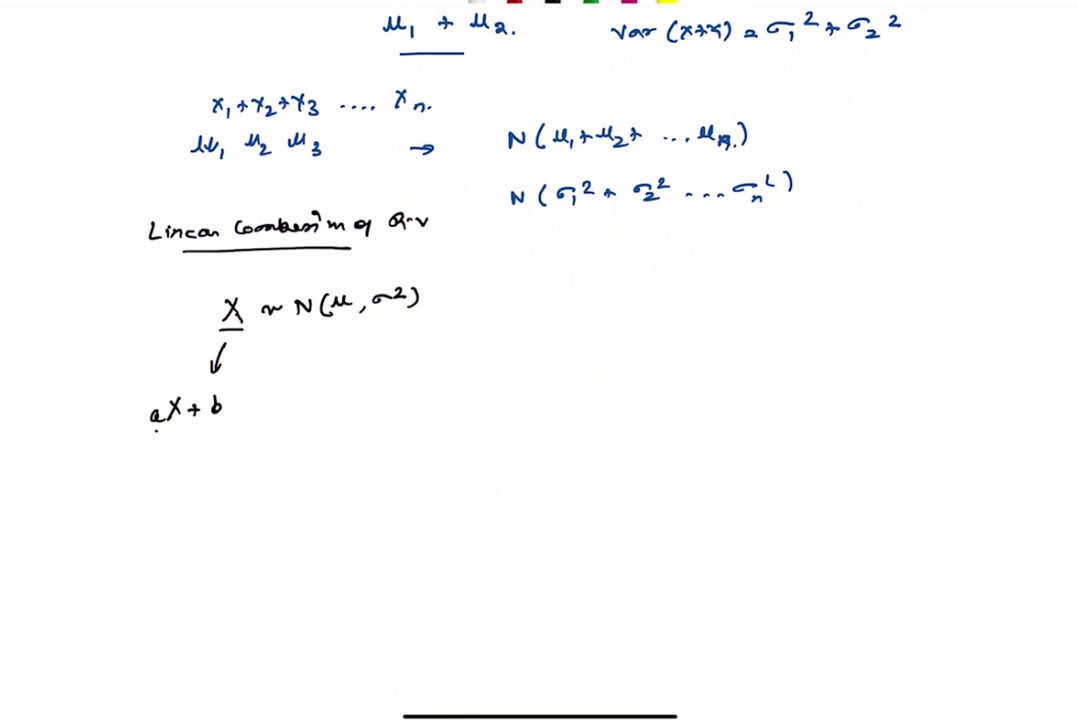 μ₁ + μ₂. var (x+y) = σ₁² + σ₂²
x₁ + x₂ + x₃ .... xₙ.
μ₁ μ₂ μ₃ → N(μ₁ + μ₂ + ... μₙ.)
N(σ₁² + σ₂² ... σₙ²)
Linear of R.V
X ~ N(μ, σ²)
↓
aX + b